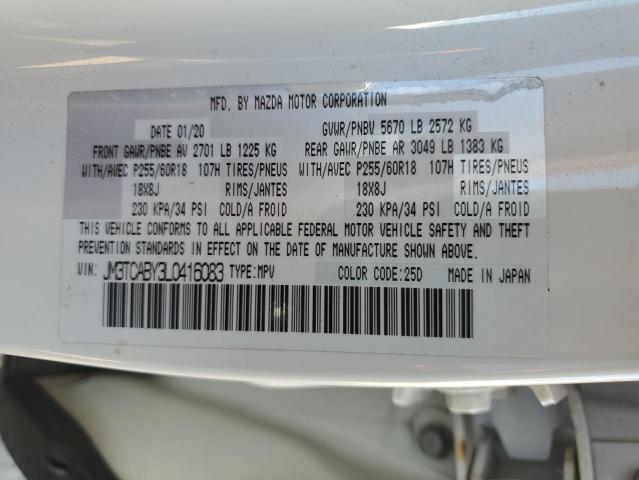 MFD. BY MAZDA MOTOR CORPORATION
DATE 01/20 GVWR/PNBV 5670 LB 2572 KG
FRONT GAWR/PNBE AV 2701 LB 1225 KG REAR GAWR/PNBE AR 3049 LB 1383 KG
WITH/AVEC P255/60R18 107H TIRES/PNEUS WITH/AVEC P255/60R18 107H TIRES/PNEUS
18X8J RIMS/JANTES 18X8J RIMS/JANTES
230 KPA/34 PSI COLD/A FROID 230 KPA/34 PSI COLD/A FROID
THIS VEHICLE CONFORMS TO ALL APPLICABLE FEDERAL MOTOR VEHICLE SAFETY AND THEFT
PREVENTION STANDARDS IN EFFECT ON THE DATE OF MANUFACTURE SHOWN ABOVE.
VIN: JM3TCABY3L0416083 TYPE:MPV COLOR CODE:25D MADE IN JAPAN